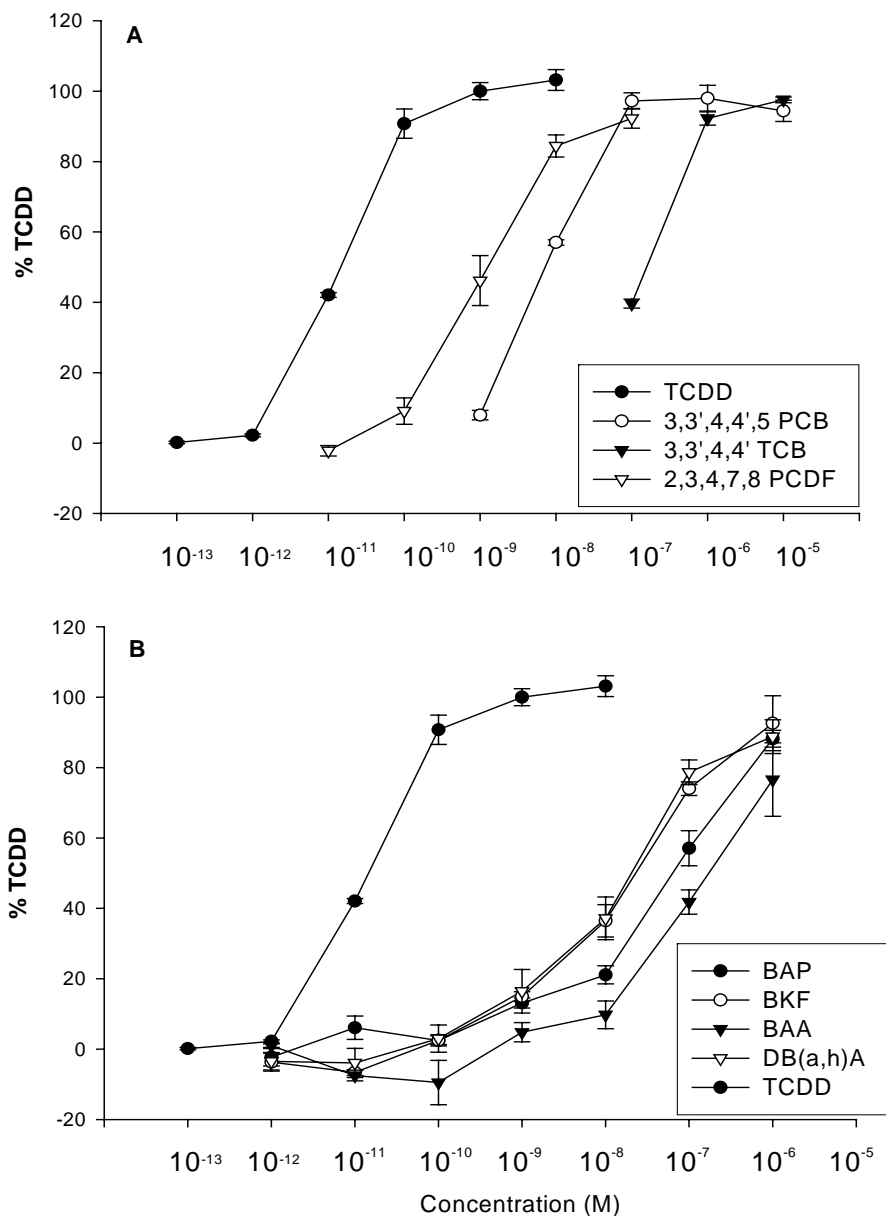 A
120
100
80
60
40
20
0
-20
% TCDD
TCDD
3,3',4,4',5 PCB
3,3',4,4' TCB
2,3,4,7,8 PCDF
10-13 10-12 10-11 10-10 10-9 10-8 10-7 10-6 10-5
B
120
100
80
60
40
20
0
-20
% TCDD
BAP
BKF
BAA
DB(a,h)A
TCDD
10-13 10-12 10-11 10-10 10-9 10-8 10-7 10-6 10-5
Concentration (M)